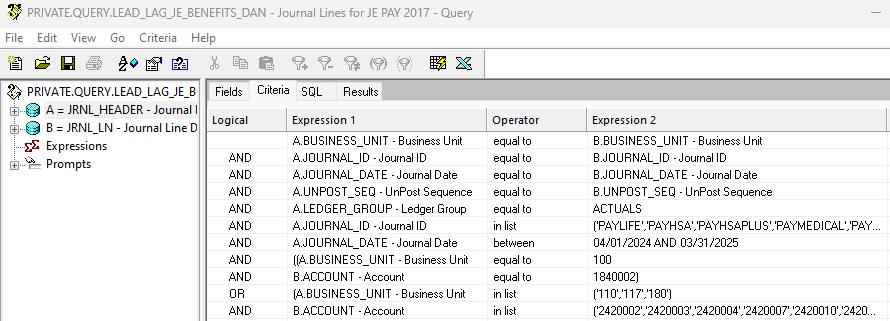 PRIVATE.QUERY.LEAD_LAG_JE_BENEFITS_DAN - Journal Lines for JE PAY 2017 - Query
File Edit View Go Criteria Help
PRIVATE.QUERY.LEAD_LAG_JE_B
A = JRNL_HEADER - Journal I
B = JRNL_LN - Journal Line D
Expressions
Prompts
Fields Criteria SQL Results
Logical Expression 1 Operator Expression 2
A.BUSINESS_UNIT - Business Unit equal to B.BUSINESS_UNIT - Business Unit
AND A.JOURNAL_ID - Journal ID equal to B.JOURNAL_ID - Journal ID
AND A.JOURNAL_DATE - Journal Date equal to B.JOURNAL_DATE - Journal Date
AND A.UNPOST_SEQ - UnPost Sequence equal to B.UNPOST_SEQ - UnPost Sequence
AND A.LEDGER_GROUP - Ledger Group equal to ACTUALS
AND A.JOURNAL_ID - Journal ID in list ('PAYLIFE','PAYHSA','PAYHSAPLUS','PAYMEDICAL','PAY...
AND A.JOURNAL_DATE - Journal Date between 04/01/2024 AND 03/31/2025
AND ((A.BUSINESS_UNIT - Business Unit equal to 100
AND B.ACCOUNT - Account equal to 1840002)
OR (A.BUSINESS_UNIT - Business Unit in list ('110','117','180')
AND B.ACCOUNT - Account in list ('2420002','2420003','2420004','2420007','2420010','2420...